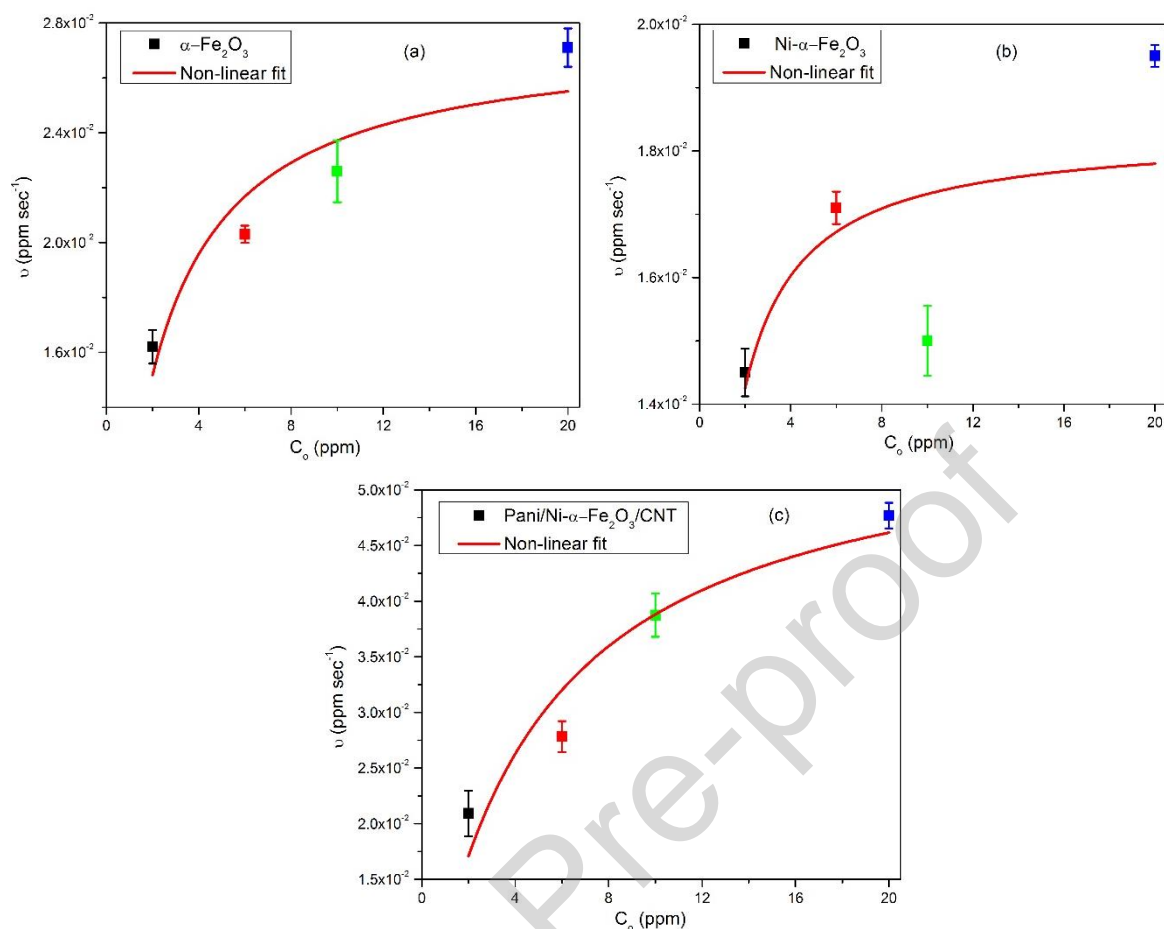 2.8x10⁻²
2.4x10⁻²
2.0x10⁻²
1.6x10⁻²
υ (ppm sec⁻¹)
α−Fe₂O₃
Non-linear fit
(a)
0 4 8 12 16 20
Cₒ (ppm)
2.0x10⁻²
1.8x10⁻²
1.6x10⁻²
1.4x10⁻²
υ (ppm sec⁻¹)
Ni-α−Fe₂O₃
Non-linear fit
(b)
0 4 8 12 16 20
Cₒ (ppm)
5.0x10⁻²
4.5x10⁻²
4.0x10⁻²
3.5x10⁻²
3.0x10⁻²
2.5x10⁻²
2.0x10⁻²
1.5x10⁻²
υ (ppm sec⁻¹)
Pani/Ni-α−Fe₂O₃/CNT
Non-linear fit
(c)
0 4 8 12 16 20
Cₒ (ppm)
Pre-proof